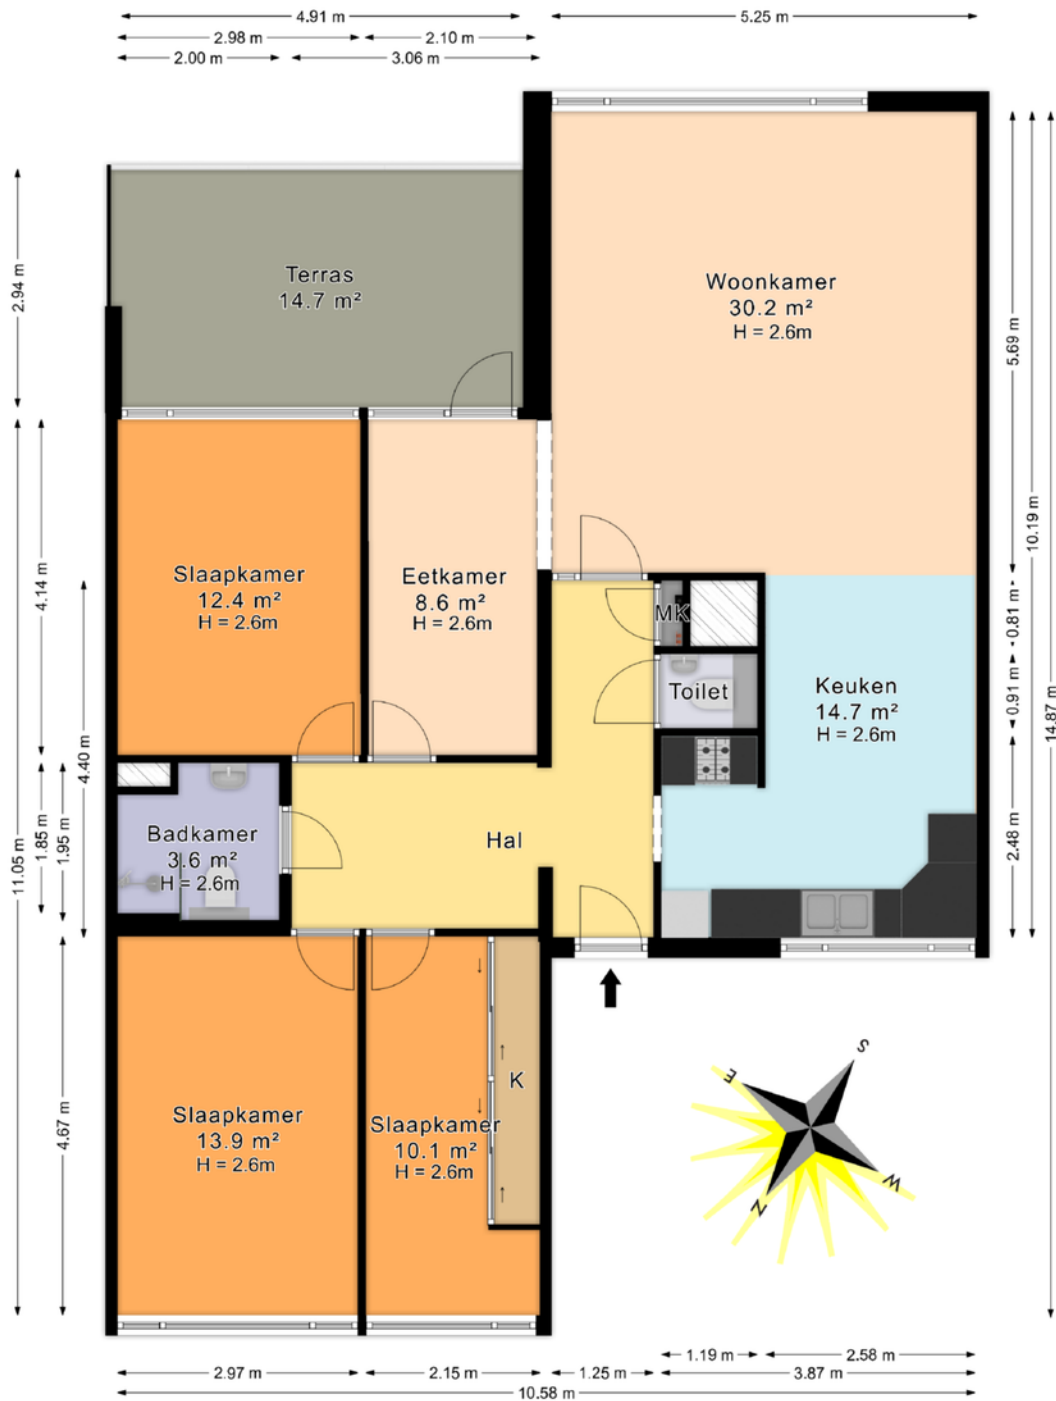 4.91 m
5.25 m
2.98 m
2.10 m
2.00 m
3.06 m
Terras
14.7 m²
Woonkamer
30.2 m²
H = 2.6m
2.94 m
5.69 m
10.19 m
14.87 m
Slaapkamer
12.4 m²
H = 2.6m
Eetkamer
8.6 m²
H = 2.6m
4.14 m
4.40 m
11.05 m
MK
0.81 m
Toilet
0.91 m
Keuken
14.7 m²
H = 2.6m
2.48 m
Badkamer
3.6 m²
H = 2.6m
1.85 m
1.95 m
Hal
Slaapkamer
13.9 m²
H = 2.6m
Slaapkamer
10.1 m²
H = 2.6m
K
4.67 m
S
E
W
N
1.19 m
2.58 m
2.97 m
2.15 m
1.25 m
3.87 m
10.58 m